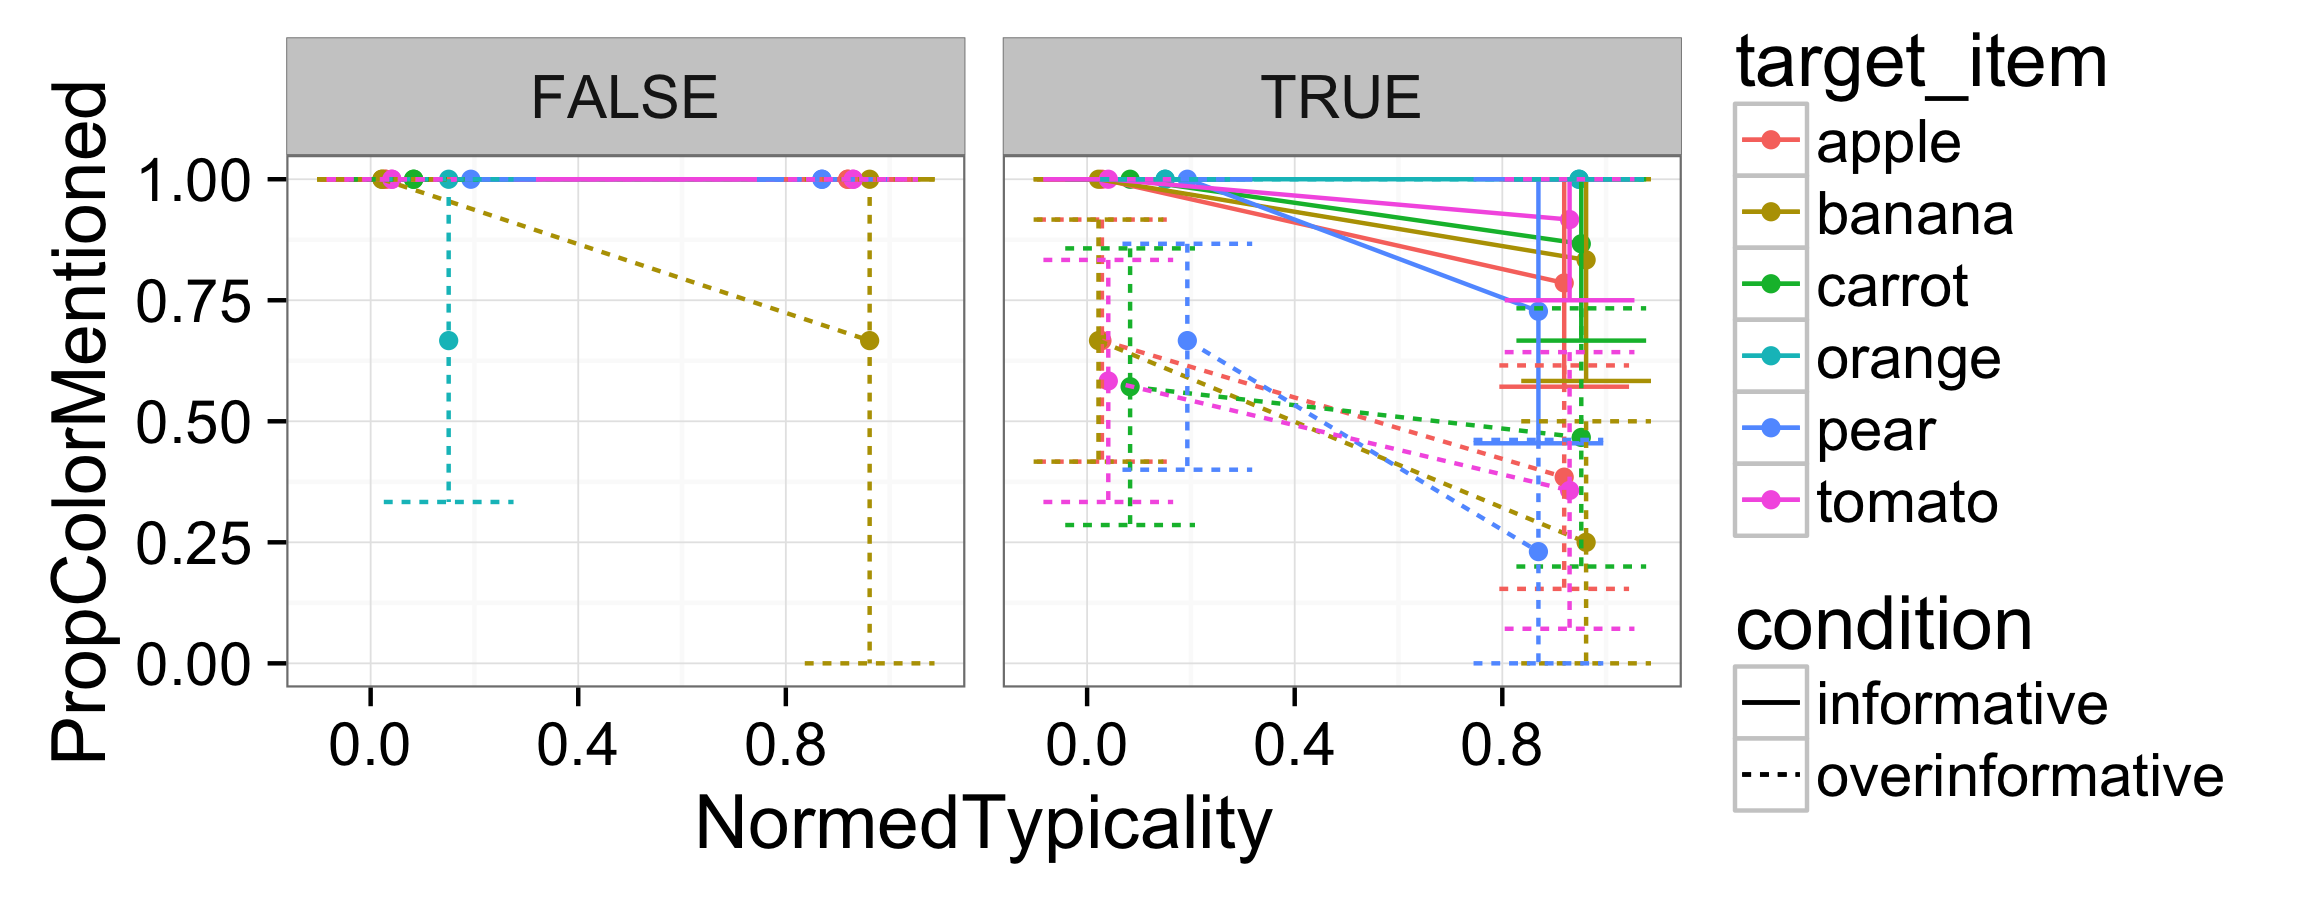 FALSE
TRUE
PropColorMentioned
1.00
0.75
0.50
0.25
0.00
0.0 0.4 0.8
0.0 0.4 0.8
NormedTypicality
target_item
apple
banana
carrot
orange
pear
tomato
condition
informative
overinformative